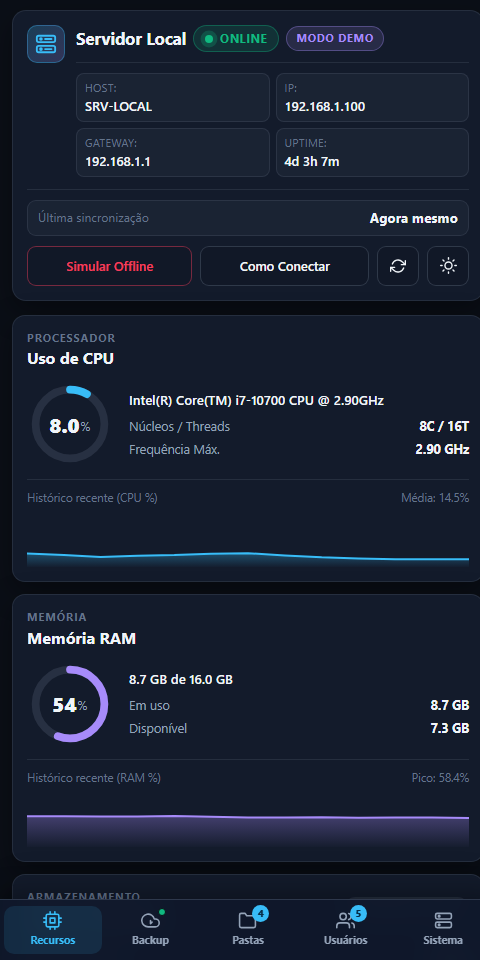 Servidor Local ONLINE MODO DEMO
HOST: IP:
SRV-LOCAL 192.168.1.100
GATEWAY: UPTIME:
192.168.1.1 4d 3h 7m
Última sincronização Agora mesmo
Simular Offline Como Conectar
PROCESSADOR
Uso de CPU
8.0%
Intel(R) Core(TM) i7-10700 CPU @ 2.90GHz
Núcleos / Threads 8C / 16T
Frequência Máx. 2.90 GHz
Histórico recente (CPU %) Média: 14.5%
MEMÓRIA
Memória RAM
54%
8.7 GB de 16.0 GB
Em uso 8.7 GB
Disponível 7.3 GB
Histórico recente (RAM %) Pico: 58.4%
ARMAZENAMENTO
4 5
Recursos Backup Pastas Usuários Sistema